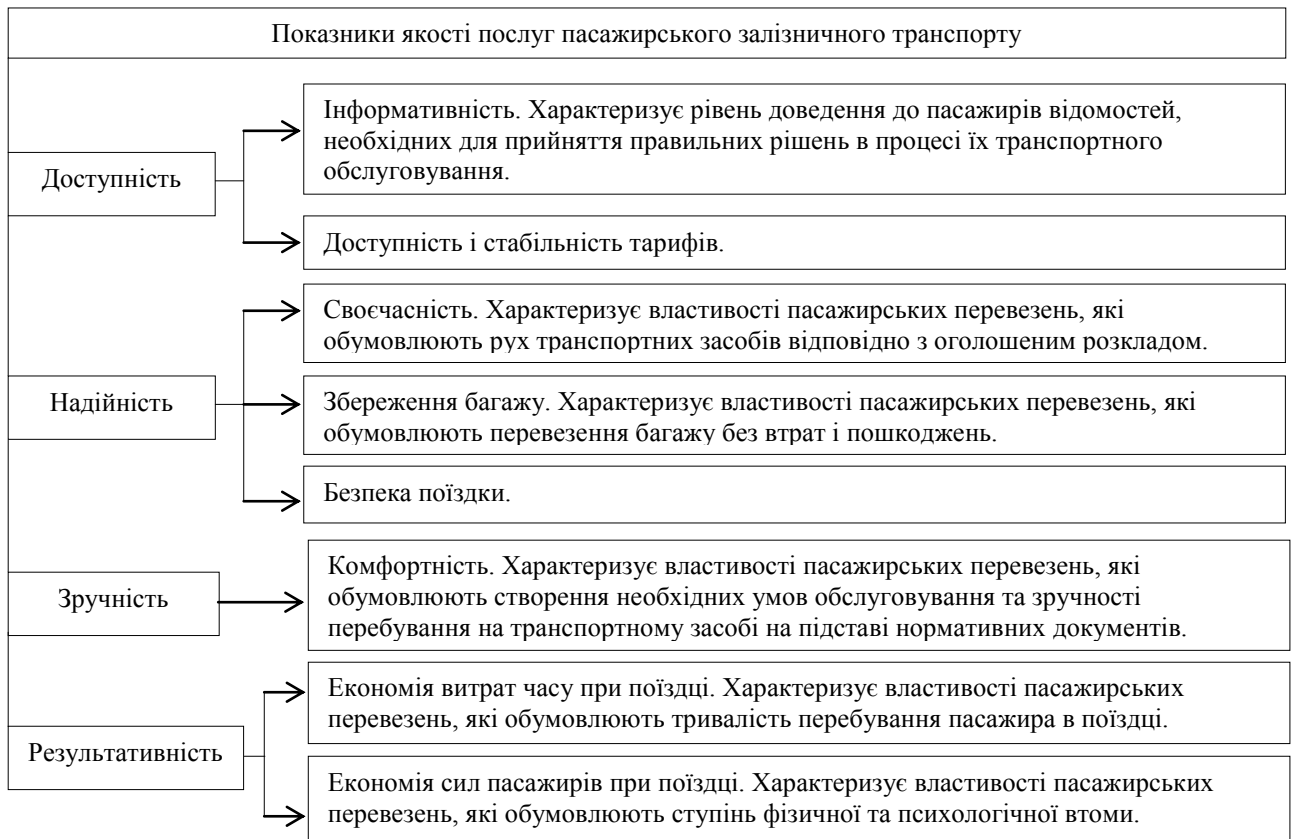 Показники якості послуг пасажирського залізничного транспорту
Доступність
Інформативність. Характеризує рівень доведення до пасажирів відомостей,
необхідних для прийняття правильних рішень в процесі їх транспортного
обслуговування.
Доступність і стабільність тарифів.
Надійність
Своєчасність. Характеризує властивості пасажирських перевезень, які
обумовлюють рух транспортних засобів відповідно з оголошеним розкладом.
Збереження багажу. Характеризує властивості пасажирських перевезень, які
обумовлюють перевезення багажу без втрат і пошкоджень.
Безпека поїздки.
Зручність
Комфортність. Характеризує властивості пасажирських перевезень, які
обумовлюють створення необхідних умов обслуговування та зручності
перебування на транспортному засобі на підставі нормативних документів.
Результативність
Економія витрат часу при поїздці. Характеризує властивості пасажирських
перевезень, які обумовлюють тривалість перебування пасажира в поїздці.
Економія сил пасажирів при поїздці. Характеризує властивості пасажирських
перевезень, які обумовлюють ступінь фізичної та психологічної втоми.